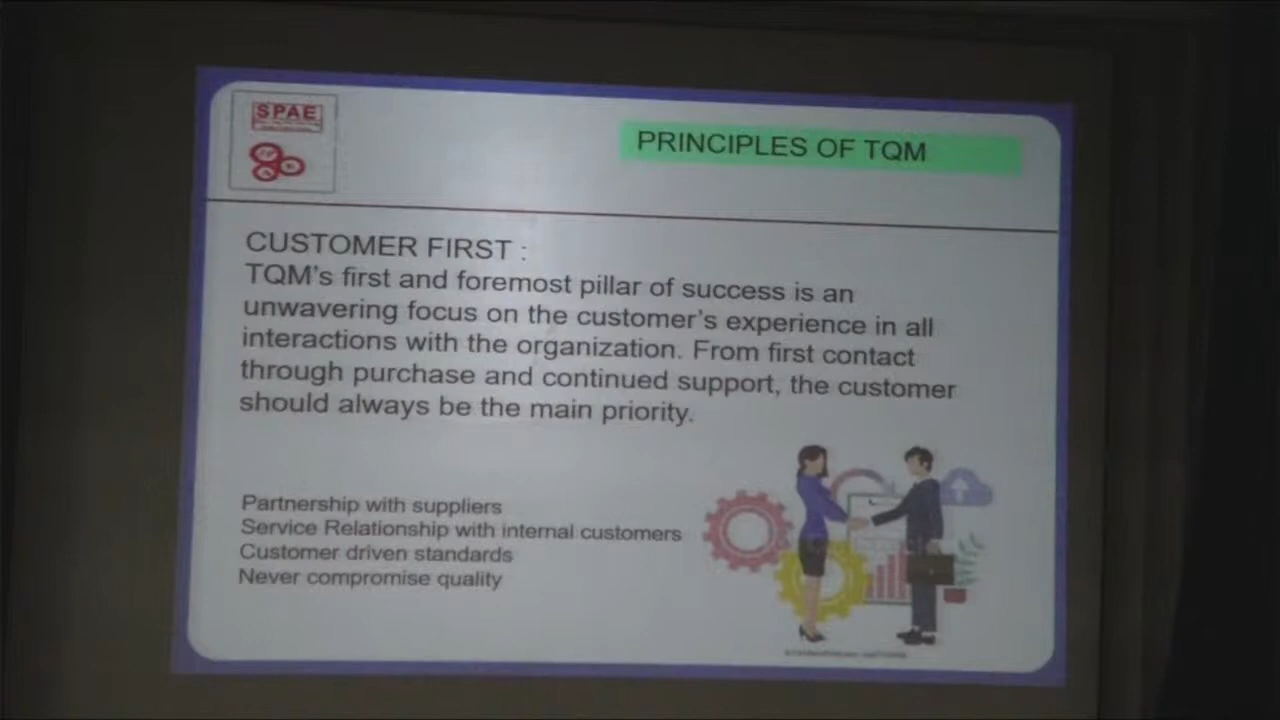 SPAE
PRINCIPLES OF TQM
CUSTOMER FIRST :
TQM's first and foremost pillar of success is an
unwavering focus on the customer's experience in all
interactions with the organization. From first contact
through purchase and continued support, the customer
should always be the main priority.
Partnership with suppliers
Service Relationship with internal customers
Customer driven standards
Never compromise quality